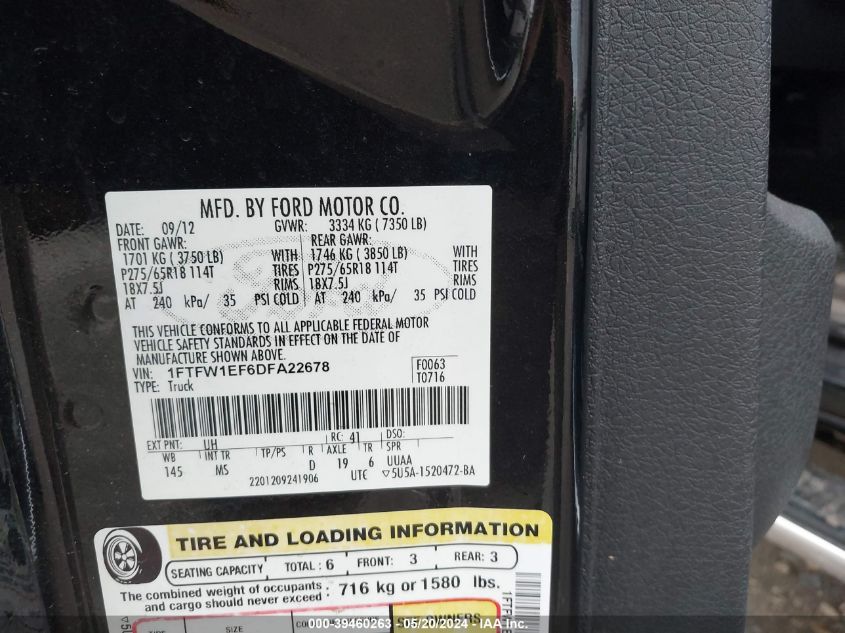 MFD. BY FORD MOTOR CO.
DATE: 09/12 GVWR: 3334 KG ( 7350 LB)
FRONT GAWR: REAR GAWR:
1701 KG ( 3750 LB) WITH 1746 KG ( 3850 LB) WITH
P275/65R18 114T TIRES P275/65R18 114T TIRES
18X7.5J RIMS 18X7.5J RIMS
AT 240 kPa/ 35 PSI COLD AT 240 kPa/ 35 PSI COLD
THIS VEHICLE CONFORMS TO ALL APPLICABLE FEDERAL MOTOR
VEHICLE SAFETY STANDARDS IN EFFECT ON THE DATE OF
MANUFACTURE SHOWN ABOVE.
VIN: 1FTFW1EF6DFA22678 F0063
TYPE: Truck T0716
EXT PNT: UH RC: 41 DSO:
WB INT TR TP/PS R AXLE TR SPR
145 MS D 19 6 UUAA
2201209241906 UTC ▽5U5A-1520472-BA
TIRE AND LOADING INFORMATION
SEATING CAPACITY TOTAL: 6 FRONT: 3 REAR: 3
The combined weight of occupants and cargo should never exceed : 716 kg or 1580 lbs.
SIZE
OWNERS
000-39460263 - 05/20/2024 - IAA Inc.